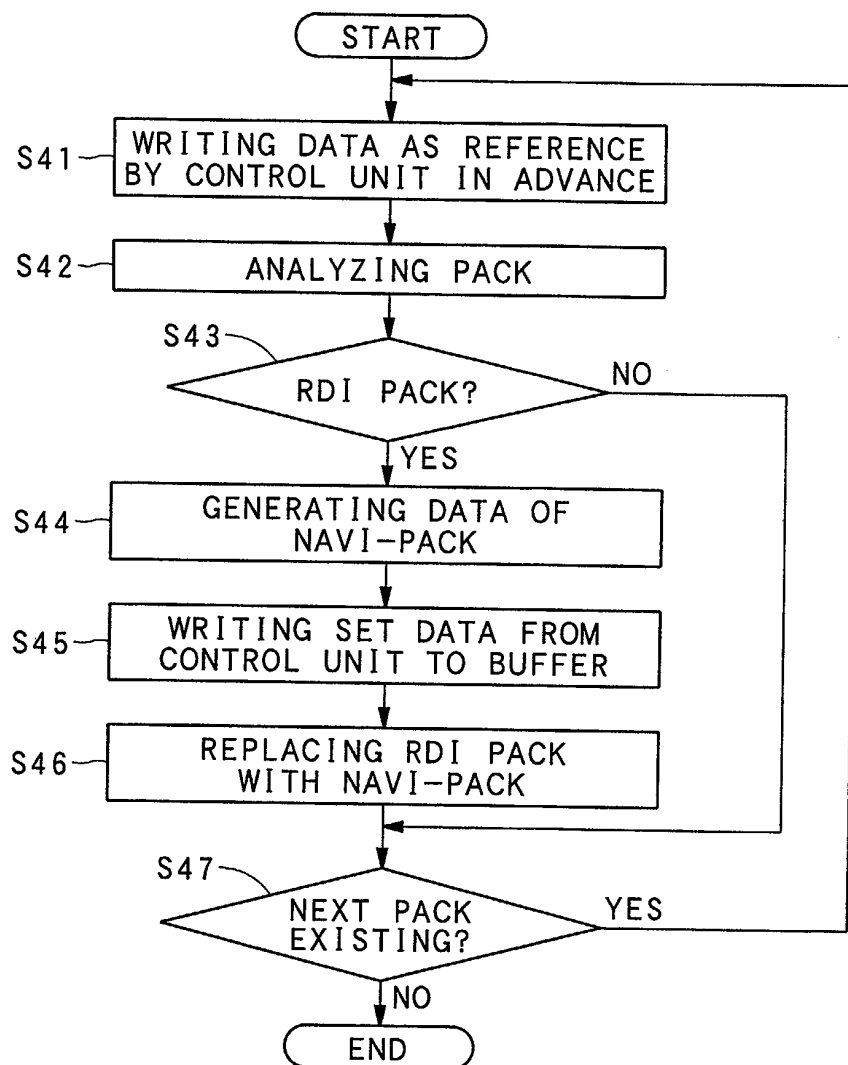 START
S41
WRITING DATA AS REFERENCE
BY CONTROL UNIT IN ADVANCE
S42
ANALYZING PACK
S43
RDI PACK?
NO
YES
S44
GENERATING DATA OF
NAVI-PACK
S45
WRITING SET DATA FROM
CONTROL UNIT TO BUFFER
S46
REPLACING RDI PACK
WITH NAVI-PACK
S47
NEXT PACK
EXISTING?
YES
NO
END